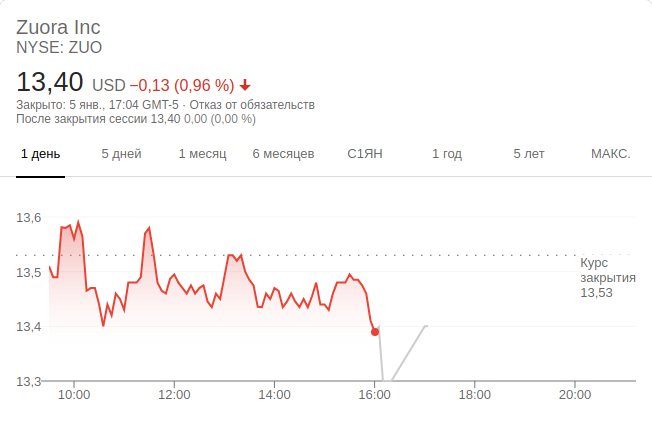 Zuora Inc
NYSE: ZUO
13,40 USD −0,13 (0,96 %)
Закрыто: 5 янв., 17:04 GMT-5 · Отказ от обязательств
После закрытия сессии 13,40 0,00 (0,00 %)
1 день 5 дней 1 месяц 6 месяцев С1ЯН 1 год 5 лет МАКС.
13,6
Курс
закрытия
13,53
13,5
13,4
13,3
10:00 12:00 14:00 16:00 18:00 20:00